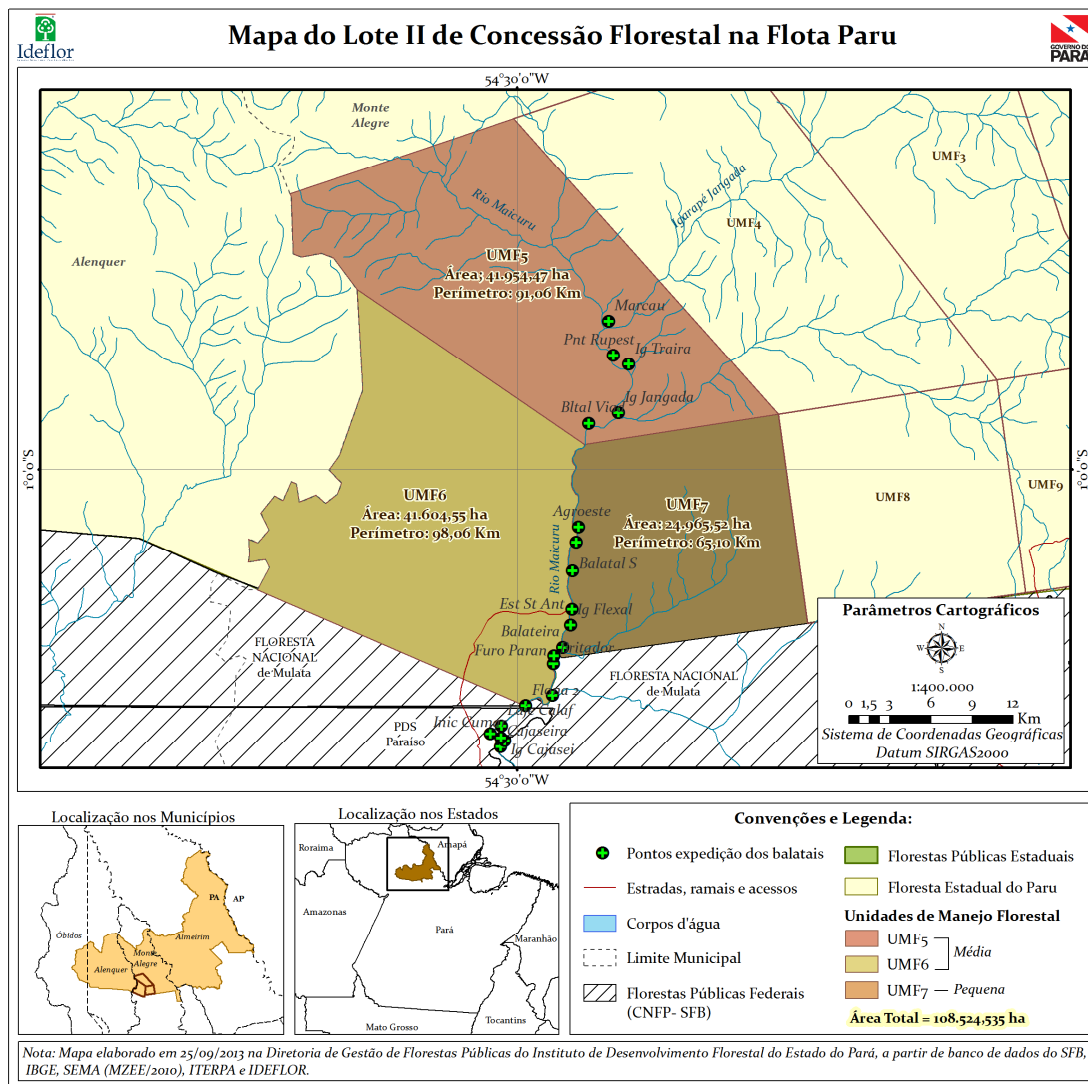 Ideflor
Mapa do Lote II de Concessão Florestal na Flota Paru
GOVERNO DO
PARÁ
54°30'0"W
Monte
Alegre
UMF3
Rio Maicuru
Igarapé Jangada
UMF4
Alenquer
UMF5
Área; 41.954,47 ha
Perímetro: 91,06 Km
Marcau
Pnt Rupest
Ig Traira
Ig Jangada
Bltal Viad
1°0'0"S
1°0'0"S
UMF6
Área: 41.604,55 ha
Perímetro: 98,06 Km
UMF7
Área: 24.965,52 ha
Perímetro: 65,10 Km
UMF8
UMF9
Agroeste
Rio Maicuru
Balatal S
Est St Ant
Ig Flexal
Balateira
Furo Paran
FLORESTA
NACIONAL
de Mulata
FLORESTA NACIONAL
de Mulata
Flona 2
Inic Cuma
Cajaseira
PDS
Paraíso
Ig Cajasei
54°30'0"W
Parâmetros Cartográficos
N
W E
S
1:400.000
0 1,5 3 6 9 12
Km
Sistema de Coordenadas Geográficas
Datum SIRGAS2000
Localização nos Municípios
PA AP
Óbidos
Almeirim
Monte
Alegre
Alenquer
Localização nos Estados
Roraima
Amapá
Amazonas
Pará
Maranhão
Mato Grosso
Tocantins
Convenções e Legenda:
Pontos expedição dos balatais
Estradas, ramais e acessos
Corpos d'água
Limite Municipal
Florestas Públicas Federais
(CNFP- SFB)
Florestas Públicas Estaduais
Floresta Estadual do Paru
Unidades de Manejo Florestal
UMF5
Média
UMF6
UMF7 Pequena
Área Total = 108.524,535 ha
Nota: Mapa elaborado em 25/09/2013 na Diretoria de Gestão de Florestas Públicas do Instituto de Desenvolvimento Florestal do Estado do Pará, a partir de banco de dados do SFB,
IBGE, SEMA (MZEE/2010), ITERPA e IDEFLOR.